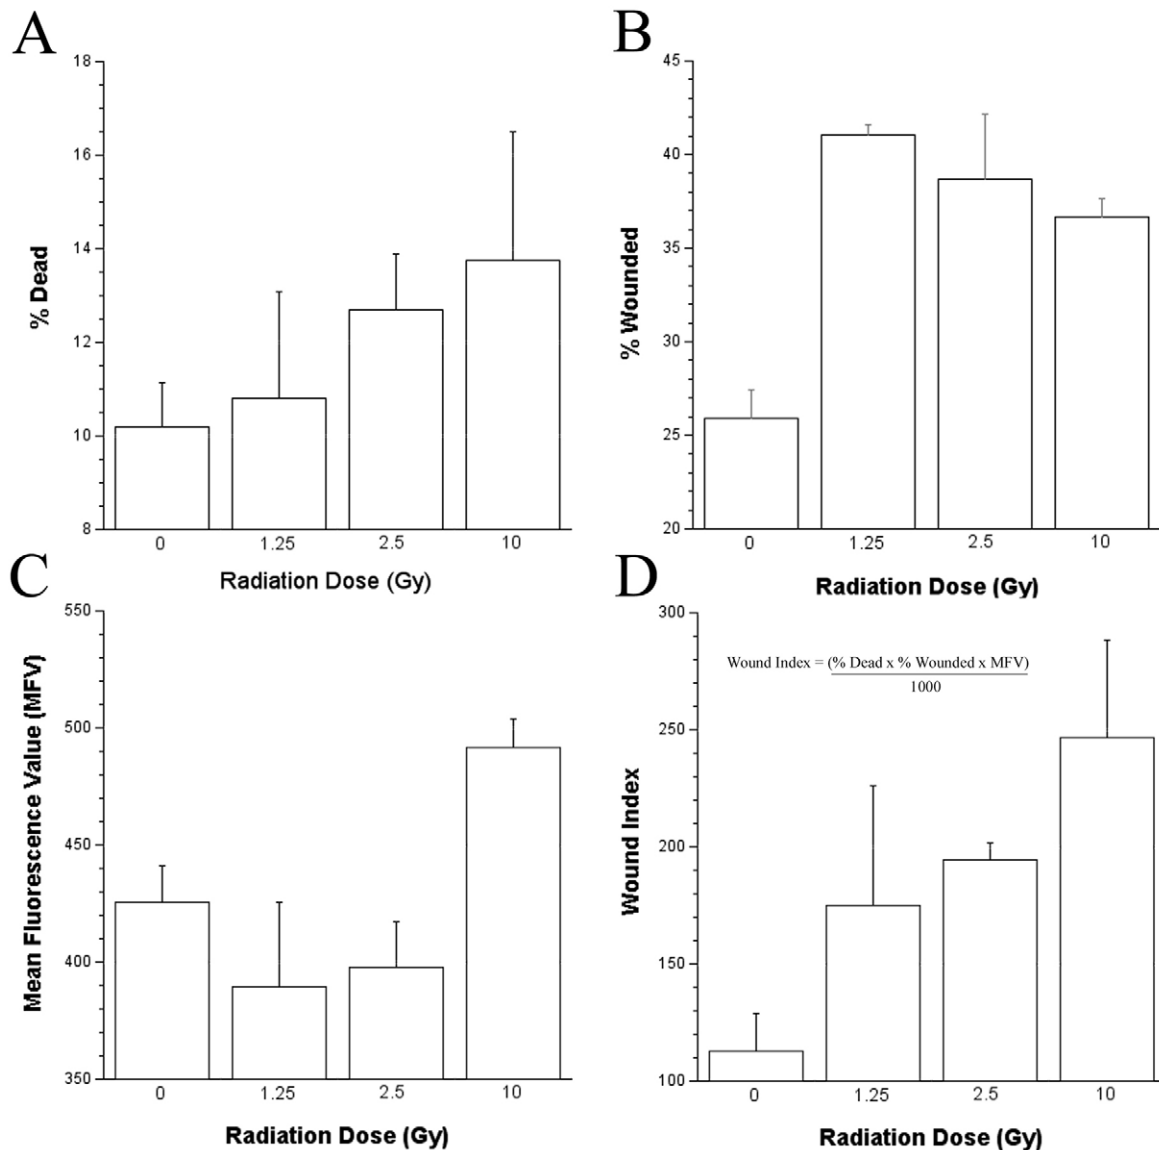 A
18
16
14
12
10
8
% Dead
0 1.25 2.5 10
Radiation Dose (Gy)
B
45
40
35
30
25
20
% Wounded
0 1.25 2.5 10
Radiation Dose (Gy)
C
550
500
450
400
350
Mean Fluorescence Value (MFV)
0 1.25 2.5 10
Radiation Dose (Gy)
D
300
250
200
150
100
Wound Index
Wound Index = (% Dead x % Wounded x MFV)
1000
0 1.25 2.5 10
Radiation Dose (Gy)